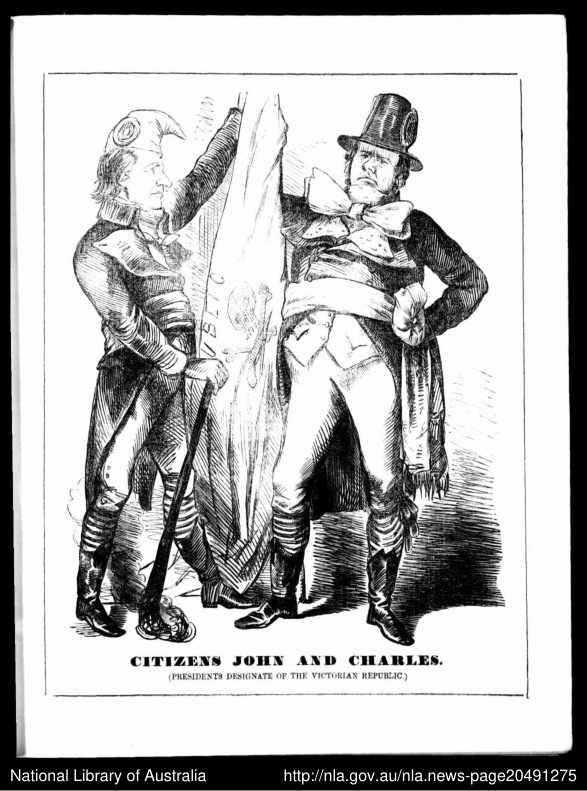 UBLIC
CITIZENS JOHN AND CHARLES.
(PRESIDENTS DESIGNATE OF THE VICTORIAN REPUBLIC.)
National Library of Australia
http://nla.gov.au/nla.news-page20491275